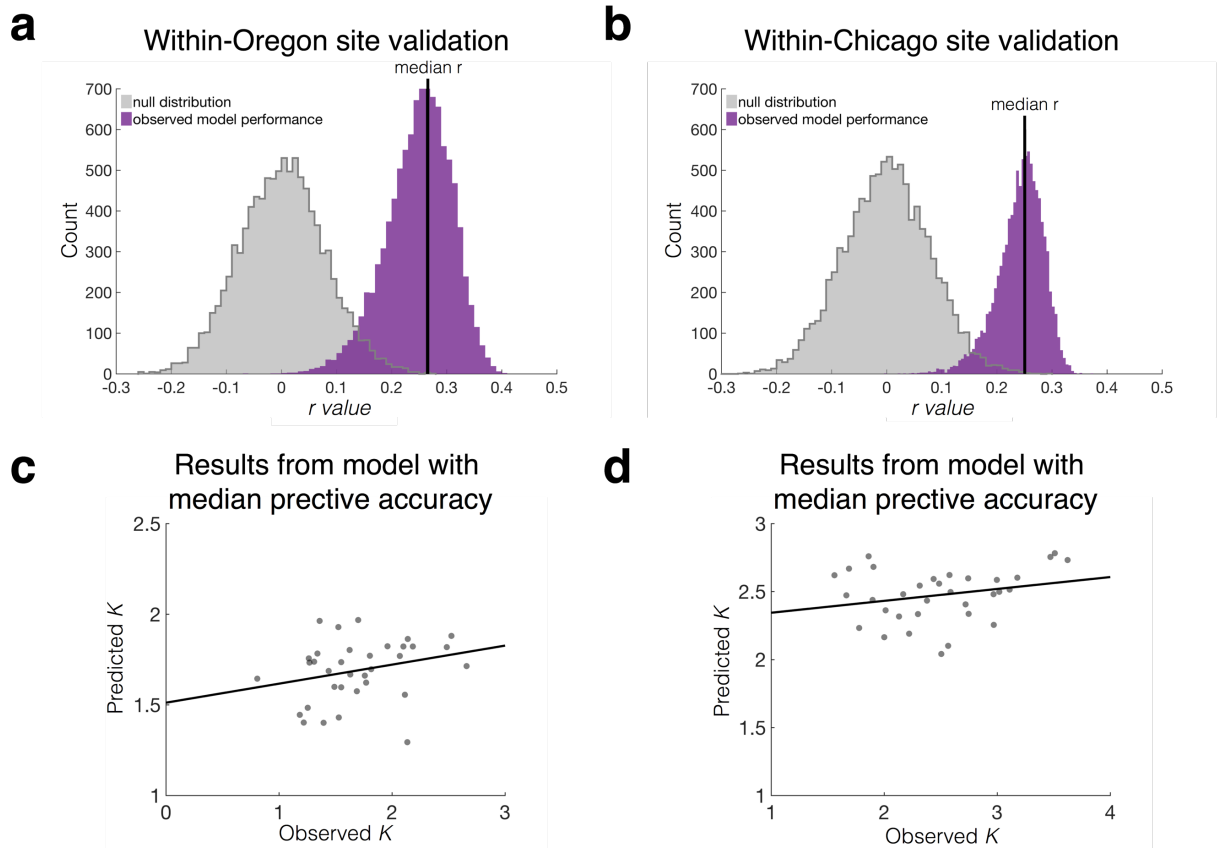 a
Within-Oregon site validation
median r
null distribution
observed model performance
700
600
500
400
300
200
100
0
Count
-0.3 -0.2 -0.1 0 0.1 0.2 0.3 0.4 0.5
r value
b
Within-Chicago site validation
median r
null distribution
observed model performance
700
600
500
400
300
200
100
0
Count
-0.3 -0.2 -0.1 0 0.1 0.2 0.3 0.4 0.5
r value
c
Results from model with
median prective accuracy
2.5
2
1.5
1
Predicted K
0 1 2 3
Observed K
d
Results from model with
median prective accuracy
3
2.5
2
1.5
1
Predicted K
1 2 3 4
Observed K